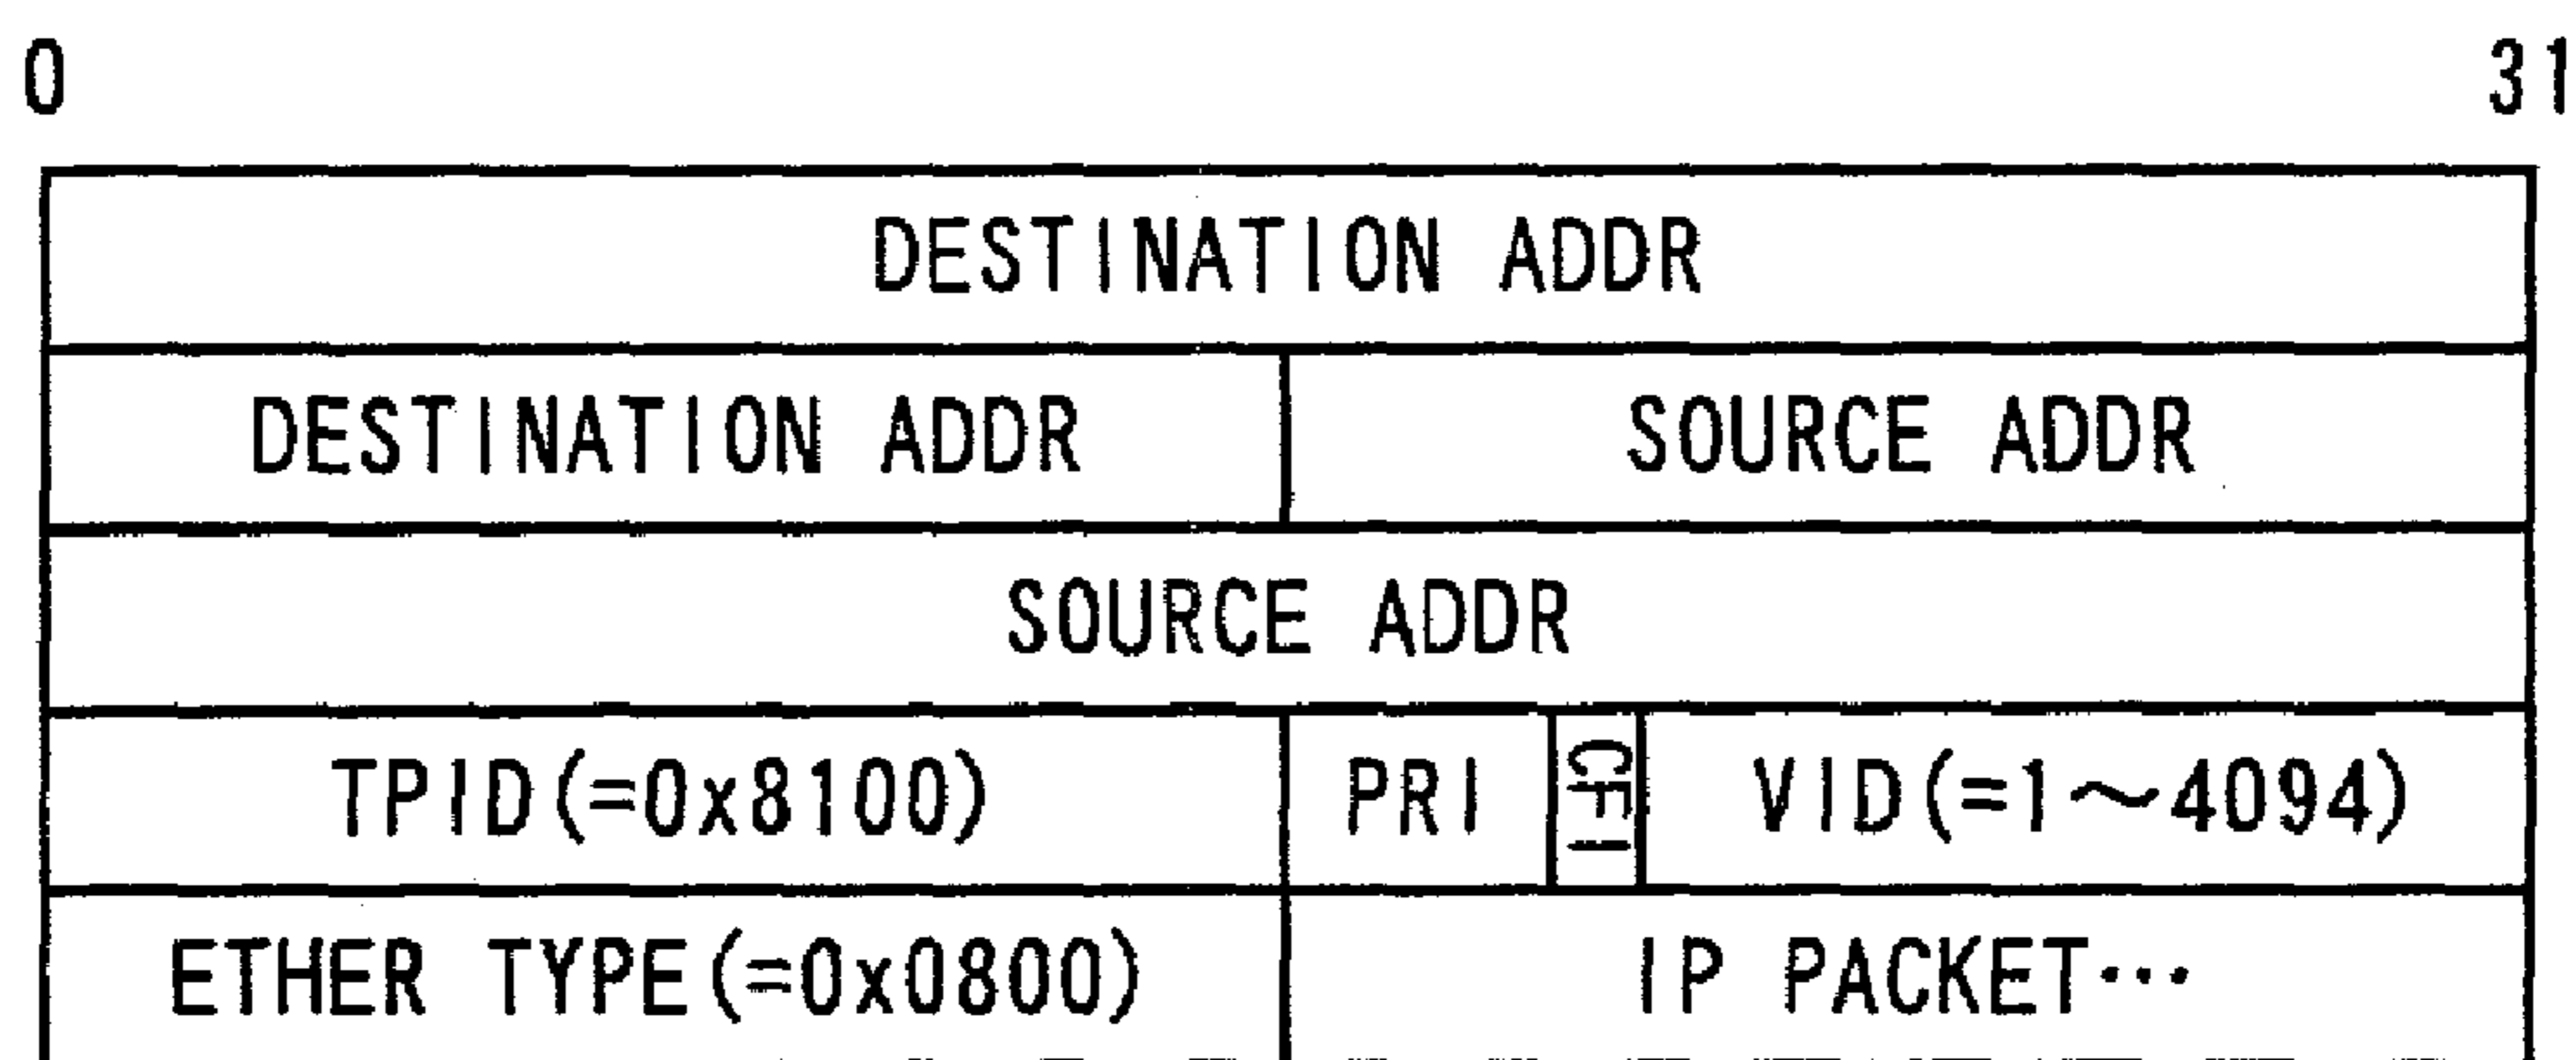 0 31
DESTINATION ADDR
DESTINATION ADDR SOURCE ADDR
SOURCE ADDR
TPID(=0x8100) PRI CFI VID(=1～4094)
ETHER TYPE(=0x0800) IP PACKET···